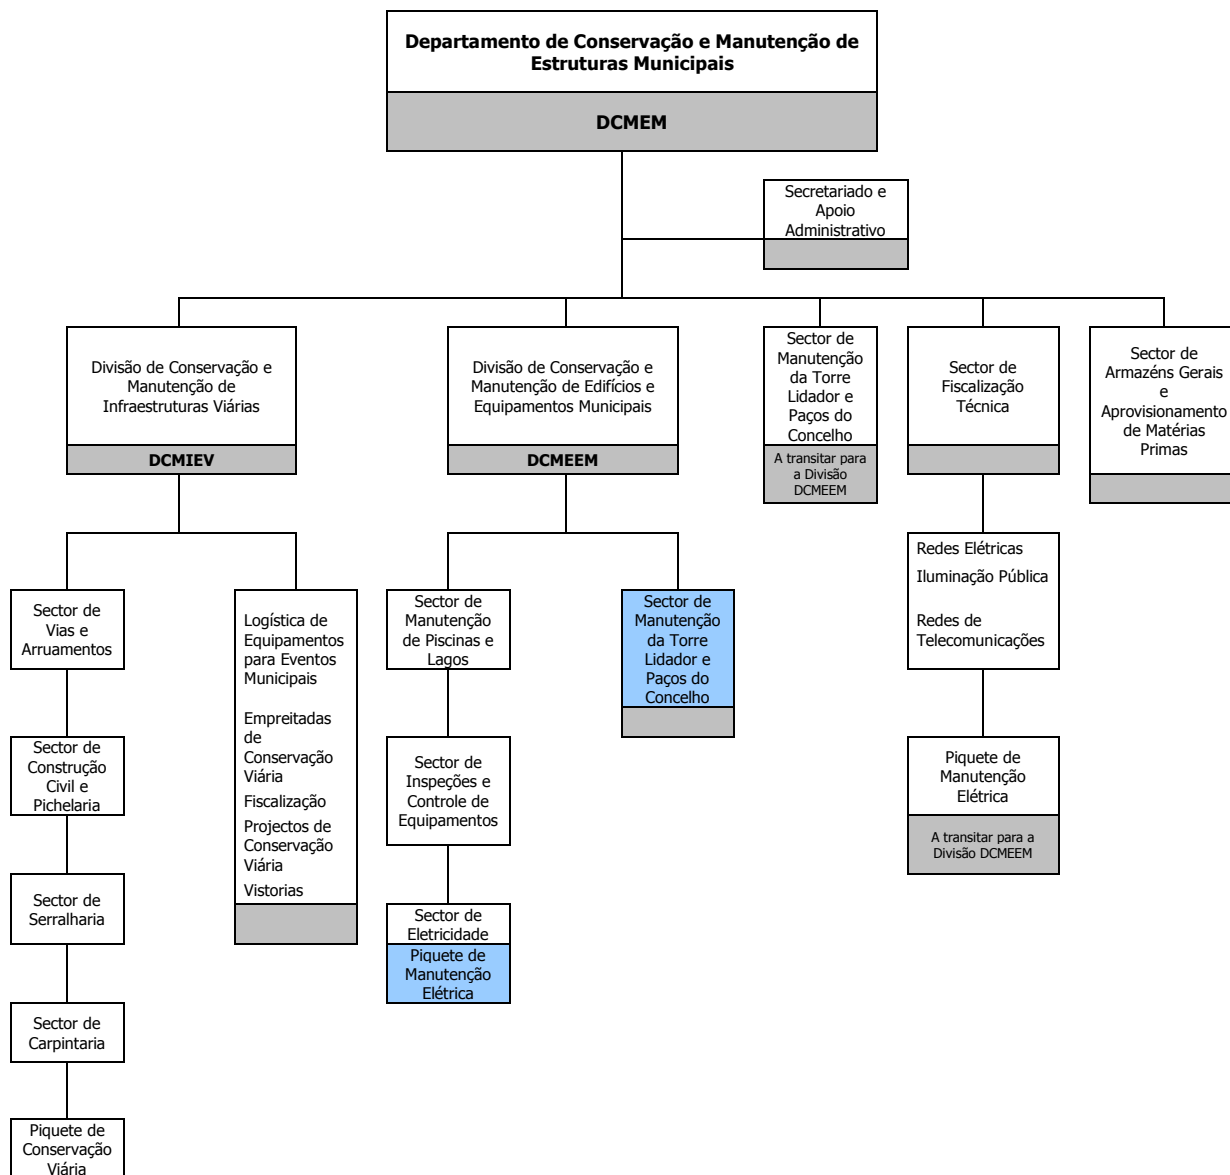 Departamento de Conservação e Manutenção de
Estruturas Municipais
DCMEM
Secretariado e
Apoio
Administrativo
Divisão de Conservação e
Manutenção de
Infraestruturas Viárias
DCMIEV
Divisão de Conservação e
Manutenção de Edifícios e
Equipamentos Municipais
DCMEEM
Sector de
Manutenção
da Torre
Lidador e
Paços do
Concelho
A transitar para
a Divisão
DCMEEM
Sector de
Fiscalização
Técnica
Sector de
Armazéns Gerais
e
Aprovisionamento
de Matérias
Primas
Sector de
Vias e
Arruamentos
Sector de
Construção
Civil e
Pichelaria
Sector de
Serralharia
Sector de
Carpintaria
Piquete de
Conservação
Viária
Logística de
Equipamentos
para Eventos
Municipais
Empreitadas
de
Conservação
Viária
Fiscalização
Projectos de
Conservação
Viária
Vistorias
Sector de
Manutenção
de Piscinas e
Lagos
Sector de
Inspeções e
Controle de
Equipamentos
Sector de
Eletricidade
Piquete de
Manutenção
Elétrica
Sector de
Manutenção
da Torre
Lidador e
Paços do
Concelho
Redes Elétricas
Iluminação Pública
Redes de
Telecomunicações
Piquete de
Manutenção
Elétrica
A transitar para a
Divisão DCMEEM